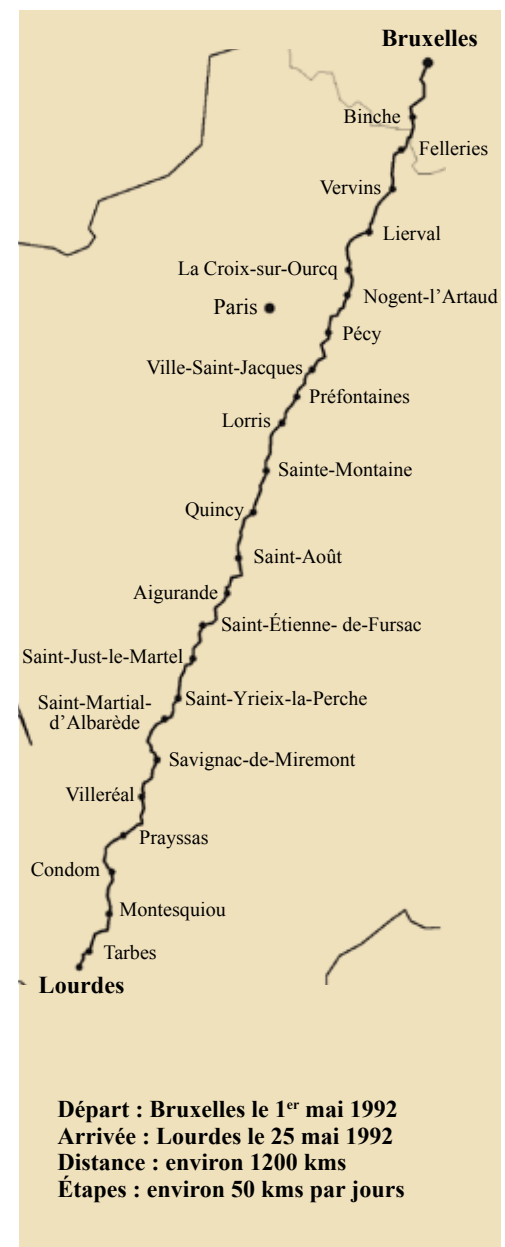 Bruxelles
Binche
Felleries
Vervins
Lierval
La Croix-sur-Ourcq
Nogent-l’Artaud
Paris
Pécy
Ville-Saint-Jacques
Préfontaines
Lorris
Sainte-Montaine
Quincy
Saint-Août
Aigurande
Saint-Étienne- de-Fursac
Saint-Just-le-Martel
Saint-Yrieix-la-Perche
Saint-Martial-
d’Albarède
Savignac-de-Miremont
Villeréal
Prayssas
Condom
Montesquiou
Tarbes
Lourdes
Départ : Bruxelles le 1er mai 1992
Arrivée : Lourdes le 25 mai 1992
Distance : environ 1200 kms
Étapes : environ 50 kms par jours